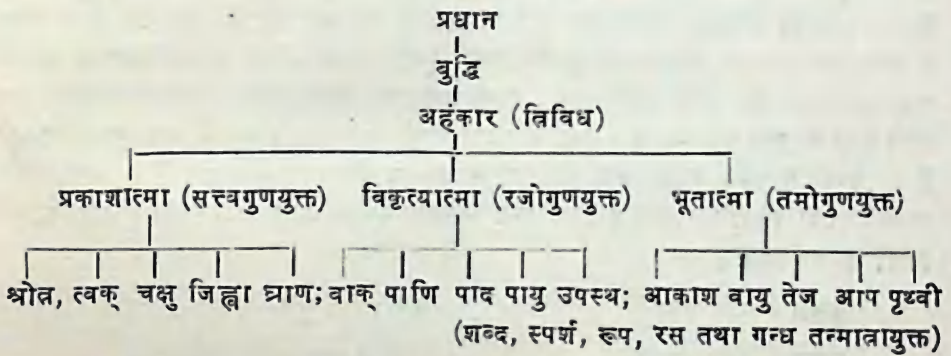 प्रधान
बुद्धि
अहंकार (त्रिविध)
प्रकाशात्मा (सत्त्वगुणयुक्त) विकृत्यात्मा (रजोगुणयुक्त) भूतात्मा (तमोगुणयुक्त)
श्रोत्र, त्वक् चक्षु जिह्वा घ्राण; वाक् पाणि पाद पायु उपस्थ; आकाश वायु तेज आप पृथ्वी
(शब्द, स्पर्श, रूप, रस तथा गन्ध तन्मात्रायुक्त)